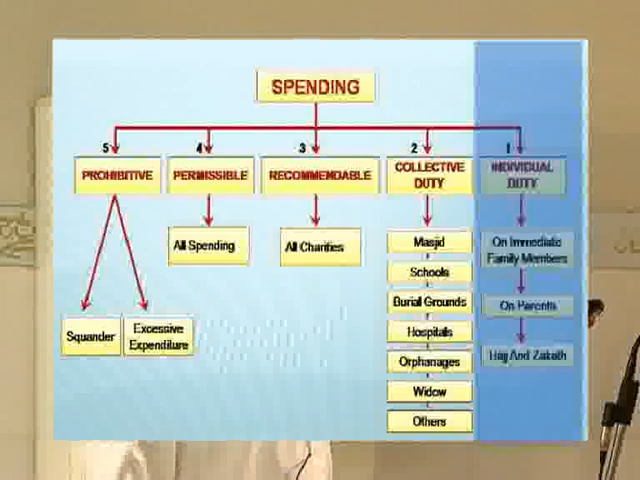 SPENDING
5
4
3
2
1
PROHIBITIVE
PERMISSIBLE
RECOMMENDABLE
COLLECTIVE
DUTY
INDIVIDUAL
DUTY
All Spending
All Charities
Masjid
Schools
Burial Grounds
Hospitals
Orphanages
Widow
Others
On Immediate
Family Members
On Parents
Hajj And Zakath
Squander
Excessive
Expenditure